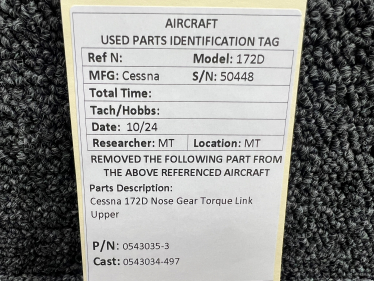 AIRCRAFT
USED PARTS IDENTIFICATION TAG
Ref N: Model: 172D
MFG: Cessna S/N: 50448
Total Time:
Tach/Hobbs:
Date: 10/24
Researcher: MT Location: MT
REMOVED THE FOLLOWING PART FROM
THE ABOVE REFERENCED AIRCRAFT
Parts Description:
Cessna 172D Nose Gear Torque Link
Upper
P/N: 0543035-3
Cast: 0543034-497